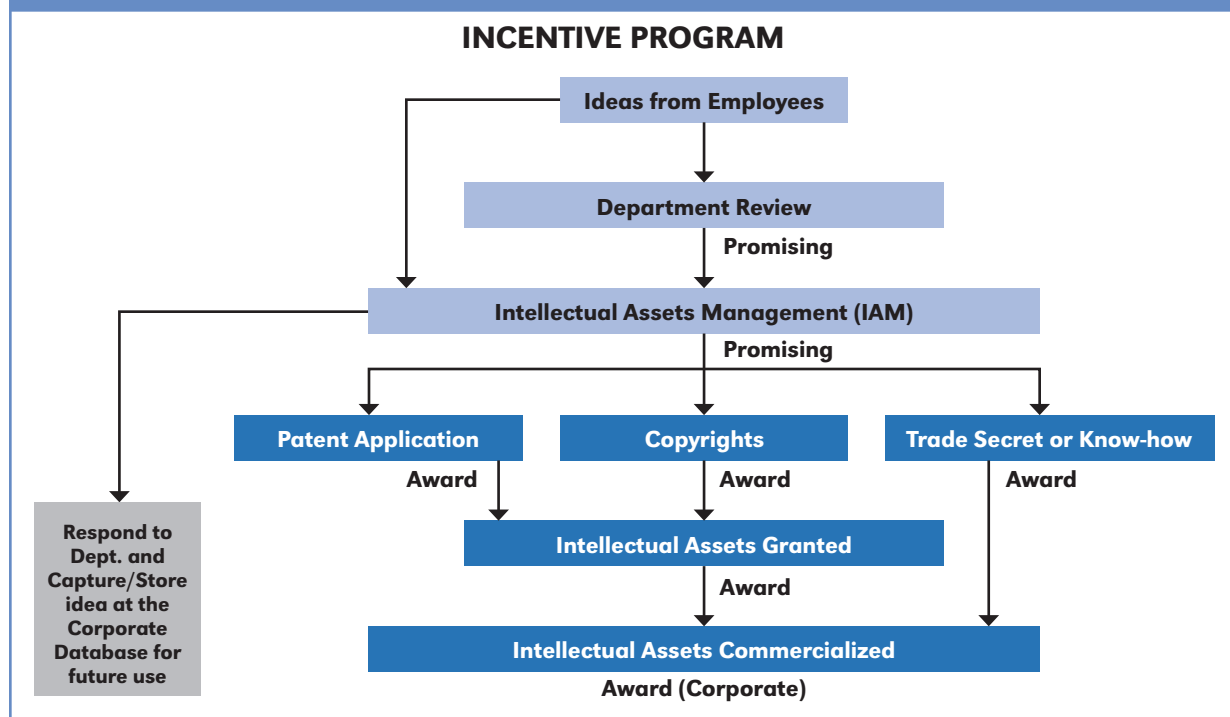 INCENTIVE PROGRAM
Ideas from Employees
Department Review
Promising
Intellectual Assets Management (IAM)
Promising
Patent Application
Copyrights
Trade Secret or Know-how
Award
Award
Award
Respond to
Dept. and
Capture/Store
idea at the
Corporate
Database for
future use
Intellectual Assets Granted
Award
Intellectual Assets Commercialized
Award (Corporate)